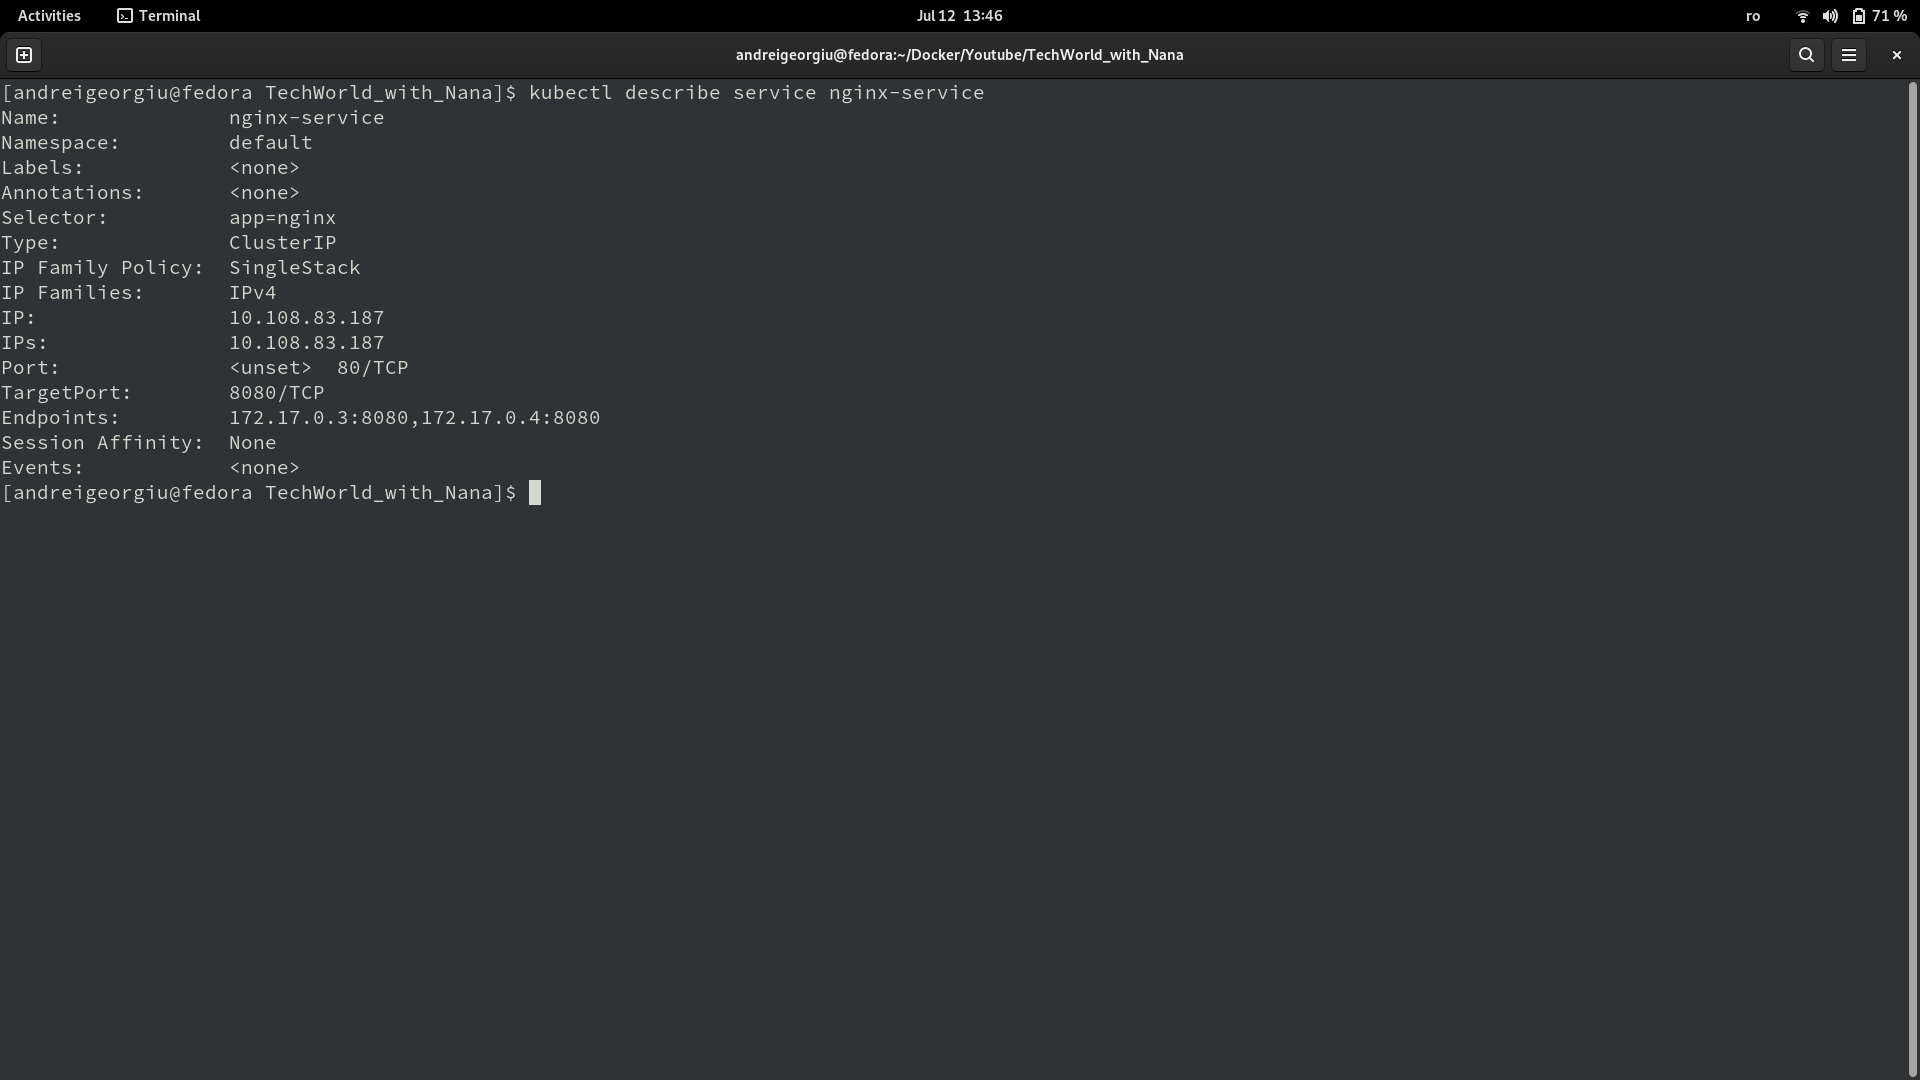 Activities Terminal Jul 12 13:46 ro 71 %
andreigeorgiu@fedora:~/Docker/Youtube/TechWorld_with_Nana
[andreigeorgiu@fedora TechWorld_with_Nana]$ kubectl describe service nginx-service
Name:              nginx-service
Namespace:         default
Labels:            <none>
Annotations:       <none>
Selector:          app=nginx
Type:              ClusterIP
IP Family Policy:  SingleStack
IP Families:       IPv4
IP:                10.108.83.187
IPs:               10.108.83.187
Port:              <unset>  80/TCP
TargetPort:        8080/TCP
Endpoints:         172.17.0.3:8080,172.17.0.4:8080
Session Affinity:  None
Events:            <none>
[andreigeorgiu@fedora TechWorld_with_Nana]$